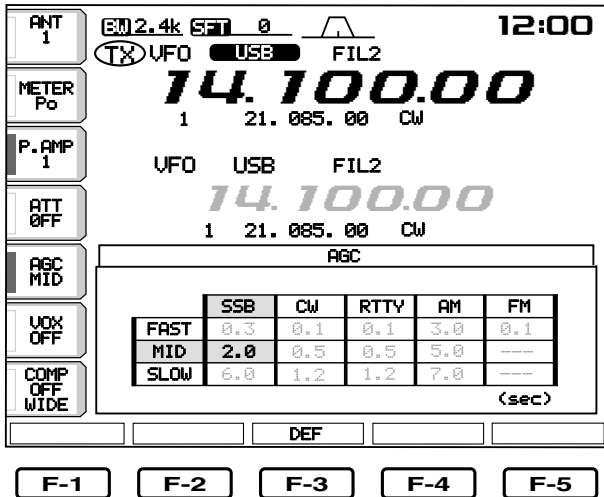 ANT
1
BW 2.4k SFT 0
12:00
TX VFO USB FIL2
METER
Po
14.100.00
1 21.085.00 CW
P.AMP
1
VFO USB FIL2
ATT
OFF
14.100.00
1 21.085.00 CW
AGC
MID
AGC
SSB CW RTTY AM FM
VOX
OFF
FAST 0.3 0.1 0.1 3.0 0.1
MID 2.0 0.5 0.5 5.0 ---
SLOW 6.0 1.2 1.2 7.0 ---
COMP
OFF
WIDE
(sec)
DEF
F-1 F-2 F-3 F-4 F-5